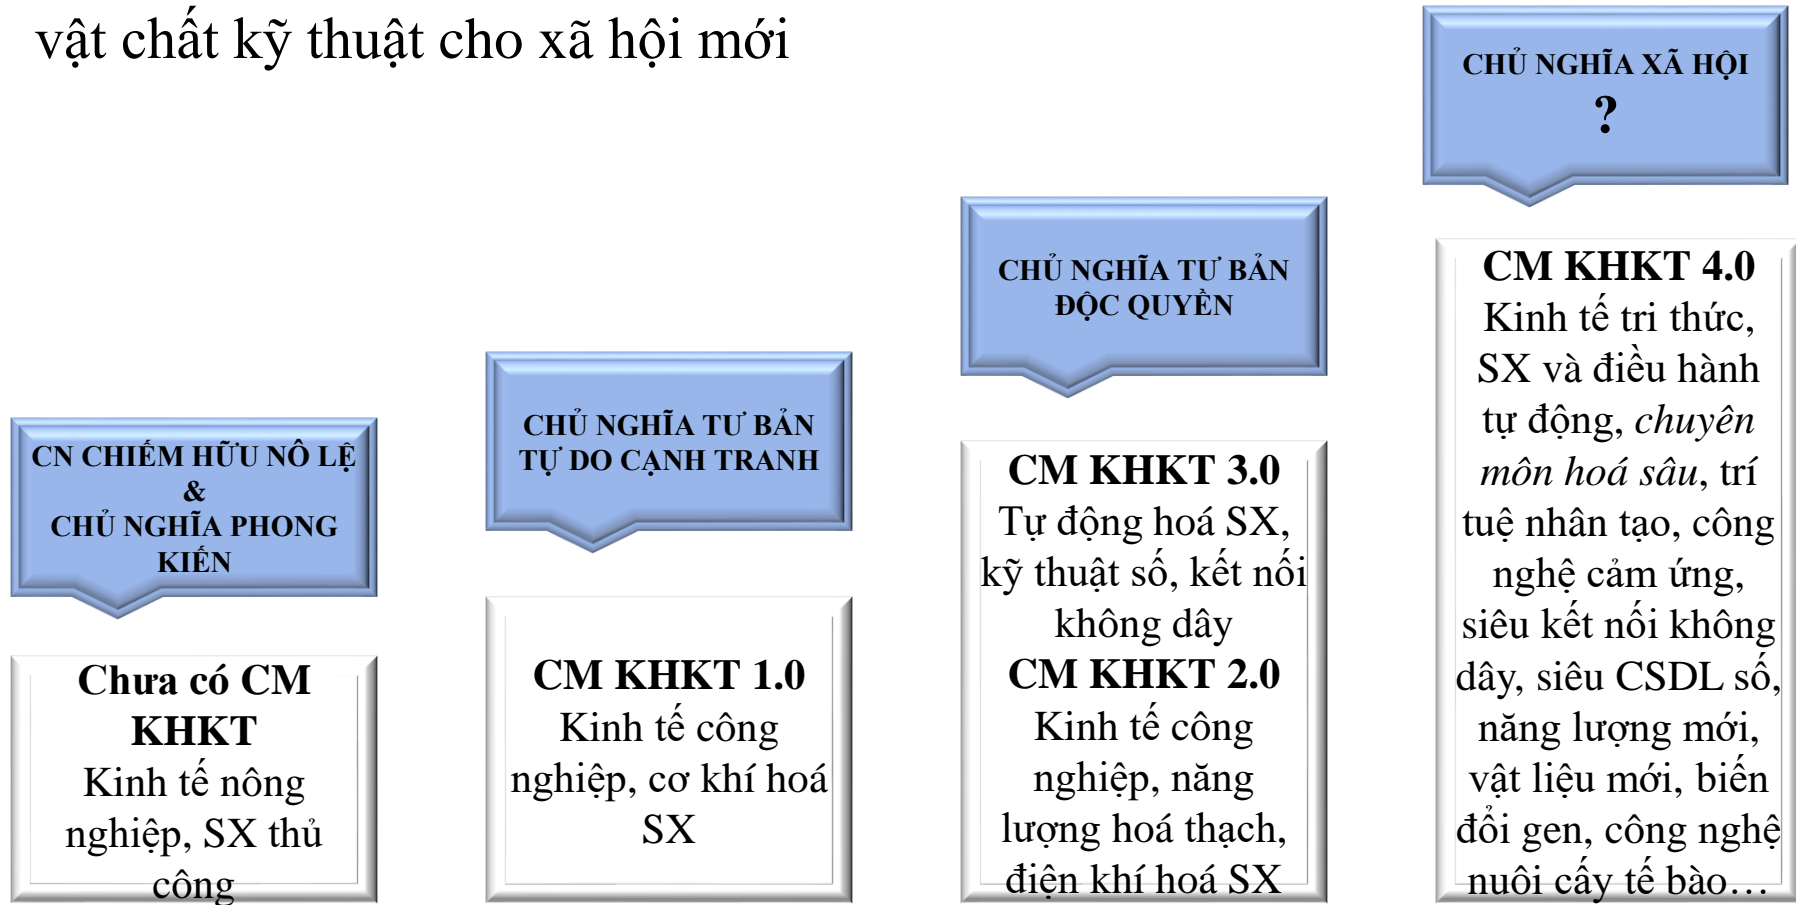 vật chất kỹ thuật cho xã hội mới
CN CHIẾM HỮU NÔ LỆ
&
CHỦ NGHĨA PHONG
KIẾN
Chưa có CM
KHKT
Kinh tế nông
nghiệp, SX thủ
công
CHỦ NGHĨA TƯ BẢN
TỰ DO CẠNH TRANH
CM KHKT 1.0
Kinh tế công
nghiệp, cơ khí hoá
SX
CHỦ NGHĨA TƯ BẢN
ĐỘC QUYỀN
CM KHKT 3.0
Tự động hoá SX,
kỹ thuật số, kết nối
không dây
CM KHKT 2.0
Kinh tế công
nghiệp, năng
lượng hoá thạch,
điện khí hoá SX
CHỦ NGHĨA XÃ HỘI
?
CM KHKT 4.0
Kinh tế tri thức,
SX và điều hành
tự động, chuyên
môn hoá sâu, trí
tuệ nhân tạo, công
nghệ cảm ứng,
siêu kết nối không
dây, siêu CSDL số,
năng lượng mới,
vật liệu mới, biến
đổi gen, công nghệ
nuôi cấy tế bào…